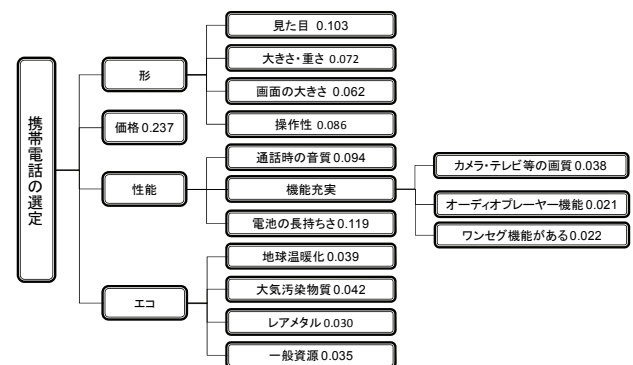 携帯電話の選定
形
見た目 0.103
大きさ・重さ 0.072
画面の大きさ 0.062
操作性 0.086
価格 0.237
性能
通話時の音質 0.094
機能充実
カメラ・テレビ等の画質 0.038
オーディオプレーヤー機能 0.021
ワンセグ機能がある 0.022
電池の長持ちさ 0.119
エコ
地球温暖化 0.039
大気汚染物質 0.042
レアメタル 0.030
一般資源 0.035